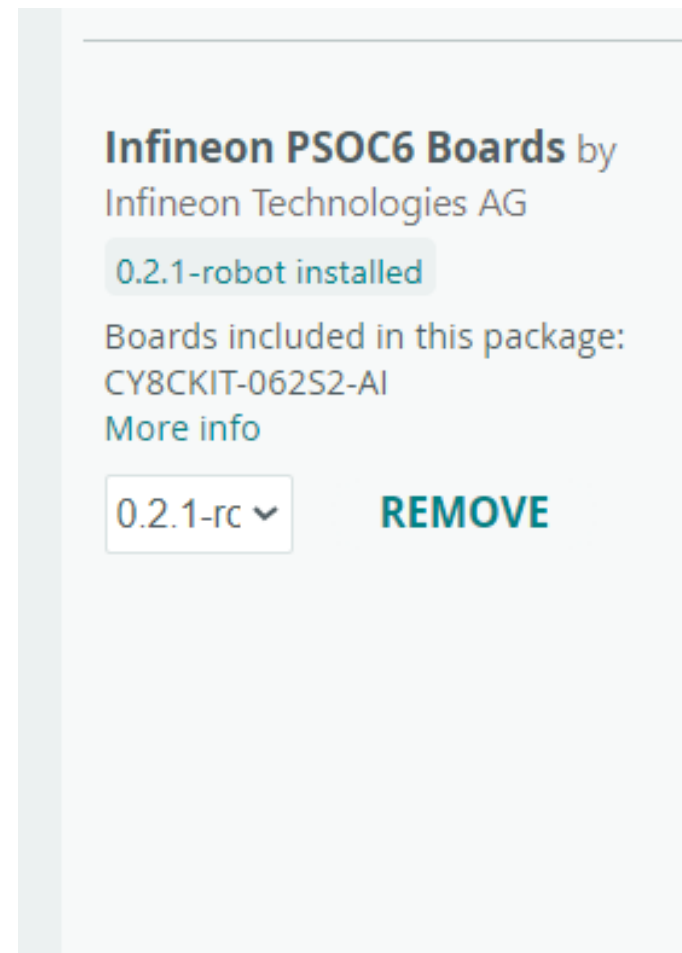 Infineon PSOC6 Boards by
Infineon Technologies AG
0.2.1-robot installed
Boards included in this package:
CY8CKIT-062S2-AI
More info
0.2.1-rc REMOVE